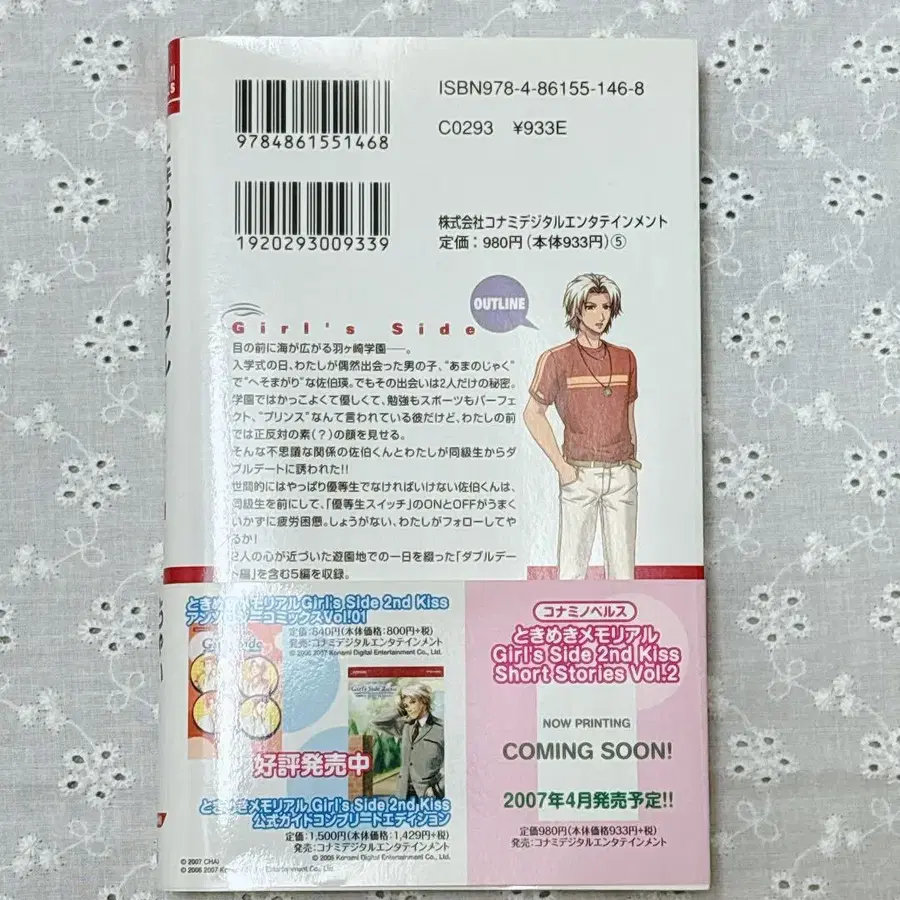 ISBN978-4-86155-146-8
9784861551468
C0293 ¥933E
1920293009339
株式会社コナミデジタルエンタテインメント
定価：980円(本体933円)⑤
OUTLINE
Girl's Side
目の前に海が広がる羽ヶ崎学園──。
入学式の日、わたしが偶然出会った男の子、“あまのじゃく”
で“へそまがり”な佐伯瑛。でもその出会いは2人だけの秘密。
学園ではかっこよくて優しくて、勉強もスポーツもパーフェ
クト、“プリンス”なんて言われている彼だけど、わたしの前
では正反対の素(？)の顔を見せる。
そんな不思議な関係の佐伯くんとわたしが同級生からダ
ブルデートに誘われた!!
世間的にはやっぱり優等生でなければいけない佐伯くんは、
同級生を前にして、「優等生スイッチ」のONとOFFがうまく
いかずに疲労困憊。しょうがない、わたしがフォローしてや
るか!
2人の心が近づいた遊園地での一日を綴った「ダブルデー
ト編」を含む5編を収録。
ときめきメモリアルGirl's Side 2nd Kiss
アンソロジーコミックスVol.01
定価：840円(本体価格：800円+税)
発売：コナミデジタルエンタテインメント
© 2006 2007 Konami Digital Entertainment Co., Ltd.
好評発売中
ときめきメモリアル Girl's Side 2nd Kiss
公式ガイドコンプリートエディション
定価：1,500円(本体価格：1,429円+税)
発売：コナミデジタルエンタテインメント
© 2006 Konami Digital Entertainment Co., Ltd.
© 2007 CHAI
© 2006 2007 Konami Digital Entertainment Co., Ltd.
コナミノベルス
ときめきメモリアル
Girl's Side 2nd Kiss
Short Stories Vol.2
NOW PRINTING
COMING SOON!
2007年4月発売予定!!
定価980円(本体価格933円+税)
発売：コナミデジタルエンタテインメント